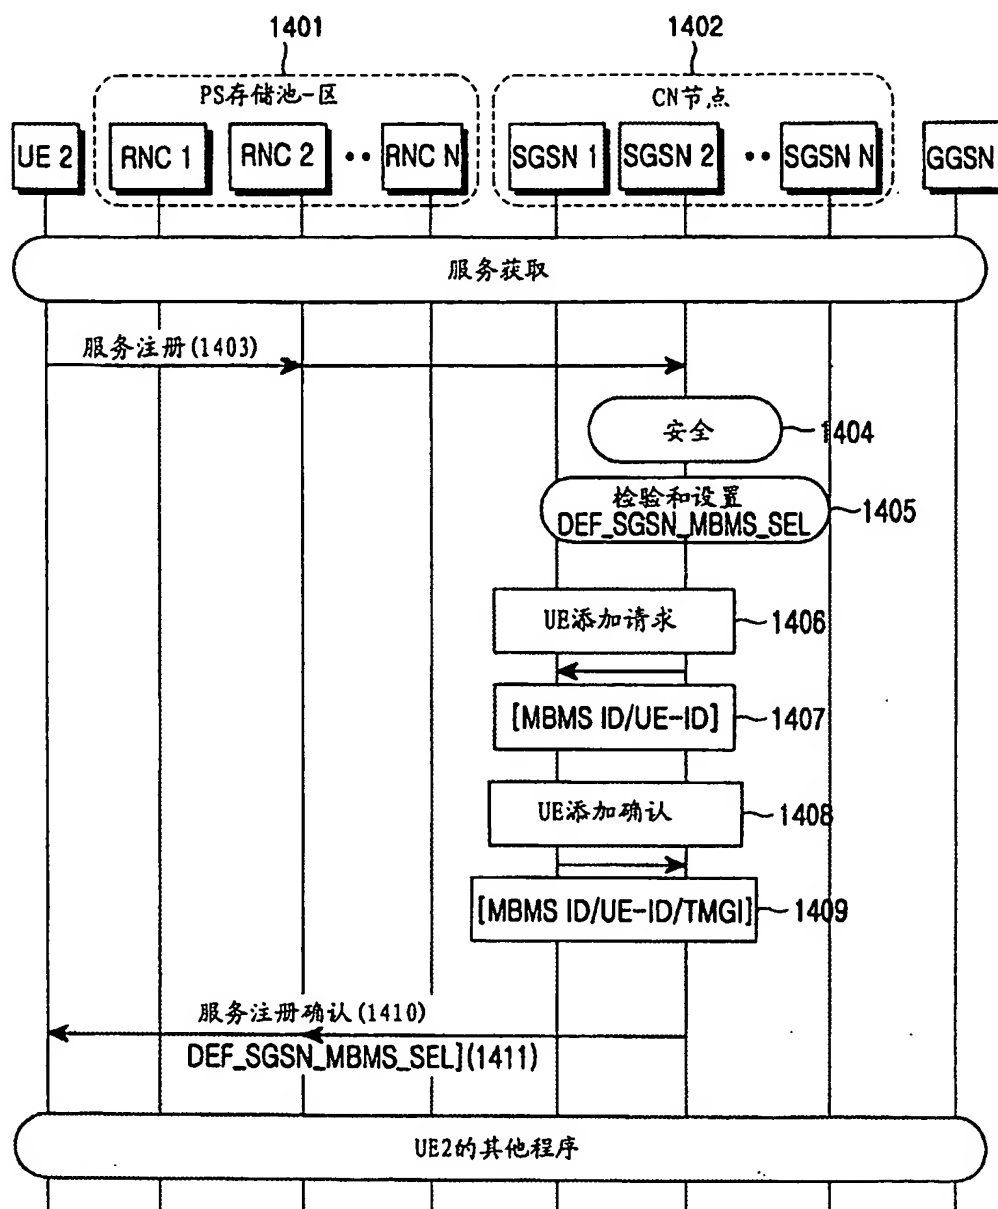 1401
1402
PS存储池-区
CN节点
UE 2
RNC 1
RNC 2
RNC N
SGSN 1
SGSN 2
SGSN N
GGSN
服务获取
服务注册(1403)
安全
1404
检验和设置
DEF_SGSN_MBMS_SEL
1405
UE添加请求
1406
[MBMS ID/UE-ID]
1407
UE添加确认
1408
[MBMS ID/UE-ID/TMGI]
1409
服务注册确认(1410)
DEF_SGSN_MBMS_SEL](1411)
UE2的其他程序